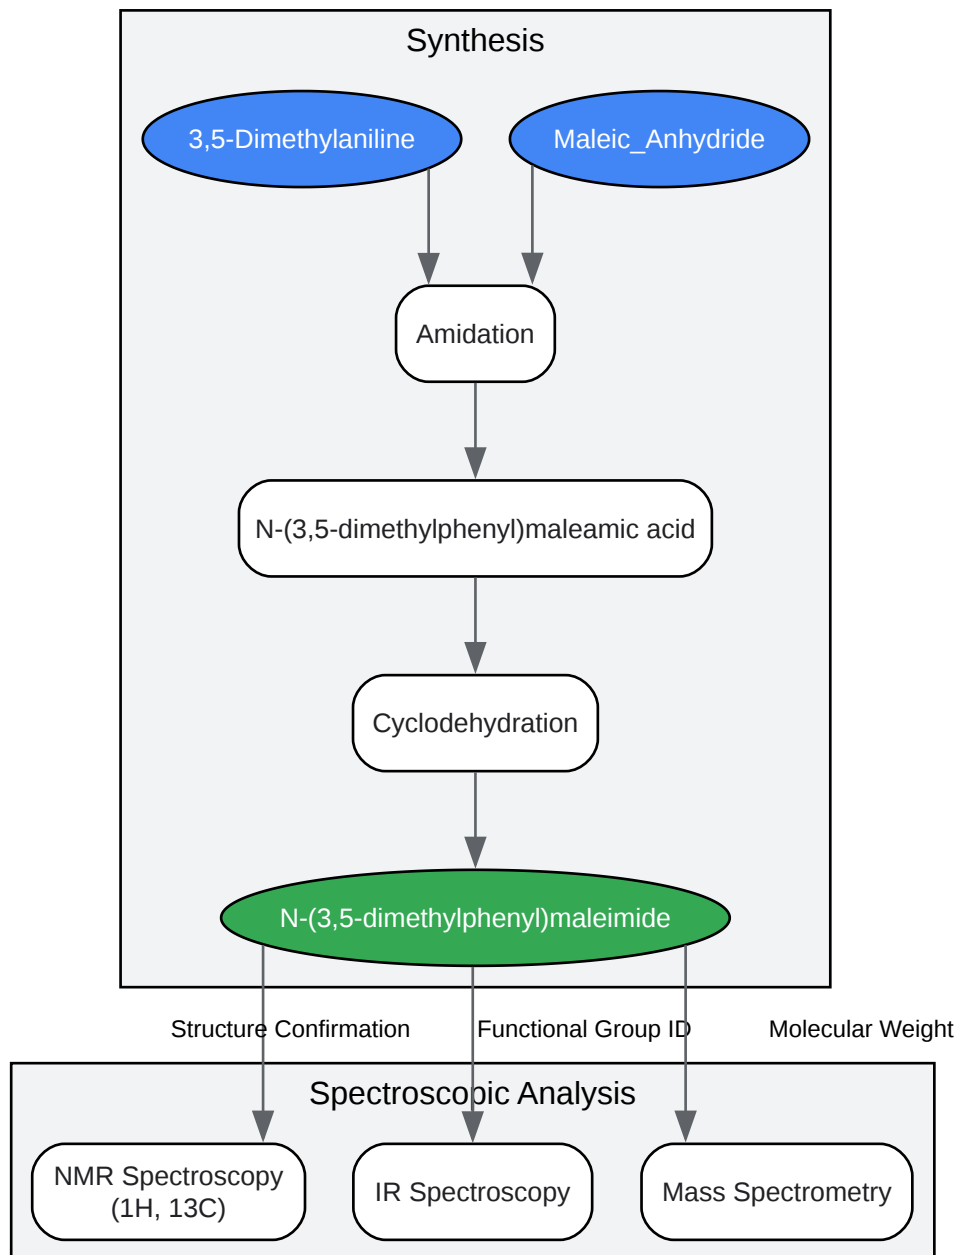 Synthesis
3,5-Dimethylaniline
Maleic_Anhydride
Amidation
N-(3,5-dimethylphenyl)maleamic acid
Cyclodehydration
N-(3,5-dimethylphenyl)maleimide
Structure Confirmation
Functional Group ID
Molecular Weight
Spectroscopic Analysis
NMR Spectroscopy
(1H, 13C)
IR Spectroscopy
Mass Spectrometry